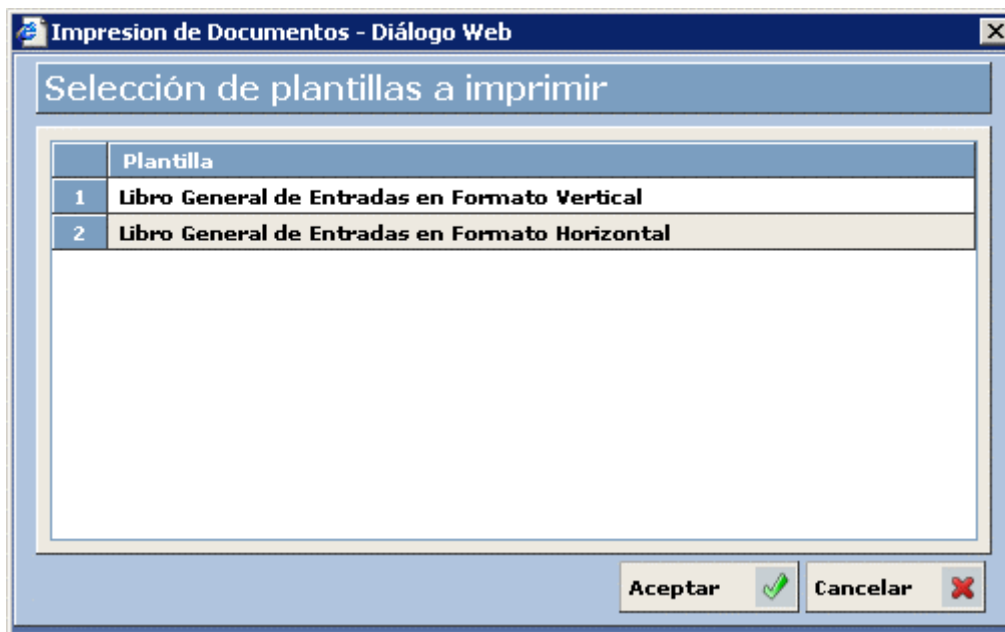 Impresion de Documentos - Diálogo Web
Selección de plantillas a imprimir
Plantilla
1 Libro General de Entradas en Formato Vertical
2 Libro General de Entradas en Formato Horizontal
Aceptar Cancelar